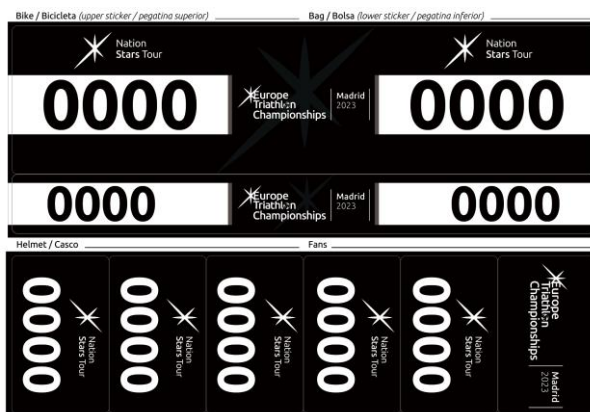 Bike / Bicicleta (upper sticker / pegatina superior)
Bag / Bolsa (lower sticker / pegatina inferior)
Nation
Stars Tour
Nation
Stars Tour
0000
Europe
Triathlon
Championships
Madrid
2023
0000
0000
Europe
Triathlon
Championships
Madrid
2023
0000
Helmet / Casco
Fans
0000
Nation
Stars Tour
0000
Nation
Stars Tour
0000
Nation
Stars Tour
0000
Nation
Stars Tour
0000
Nation
Stars Tour
Europe
Triathlon
Championships
Madrid
2023